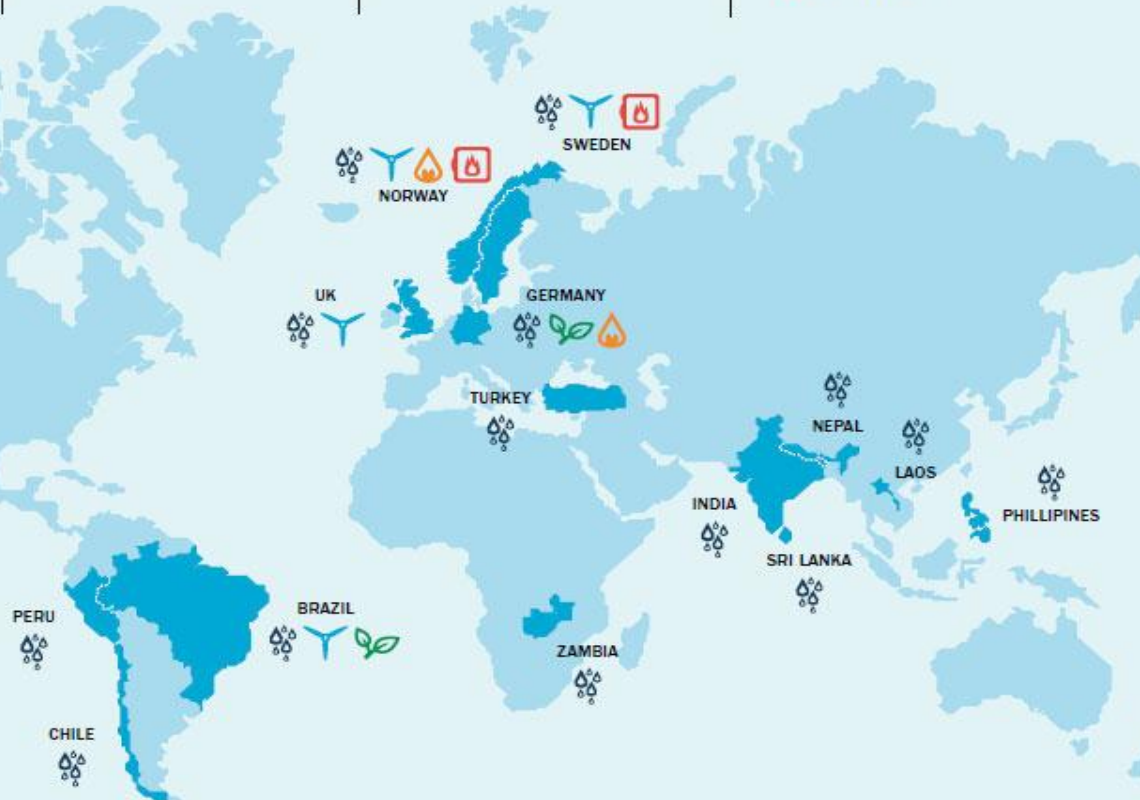 SWEDEN
NORWAY
UK
GERMANY
TURKEY
NEPAL
LAOS
INDIA
PHILLIPINES
SRI LANKA
PERU
BRAZIL
ZAMBIA
CHILE